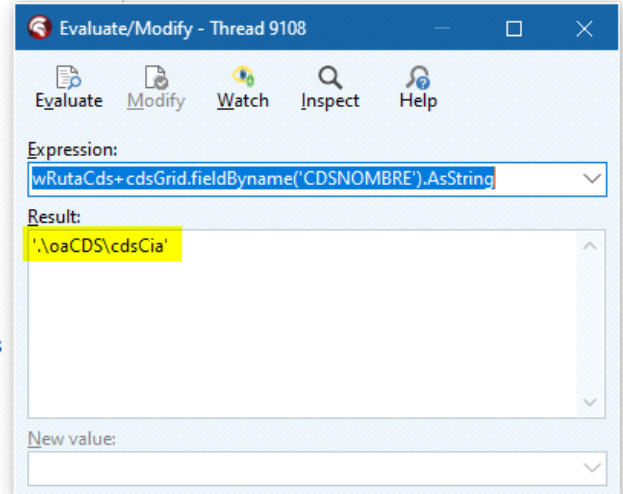 Evaluate/Modify - Thread 9108
Evaluate Modify Watch Inspect Help
Expression:
wRutaCds+cdsGrid.fieldByname('CDSNOMBRE').AsString
Result:
'.\oaCDS\cdsCia'
New value: